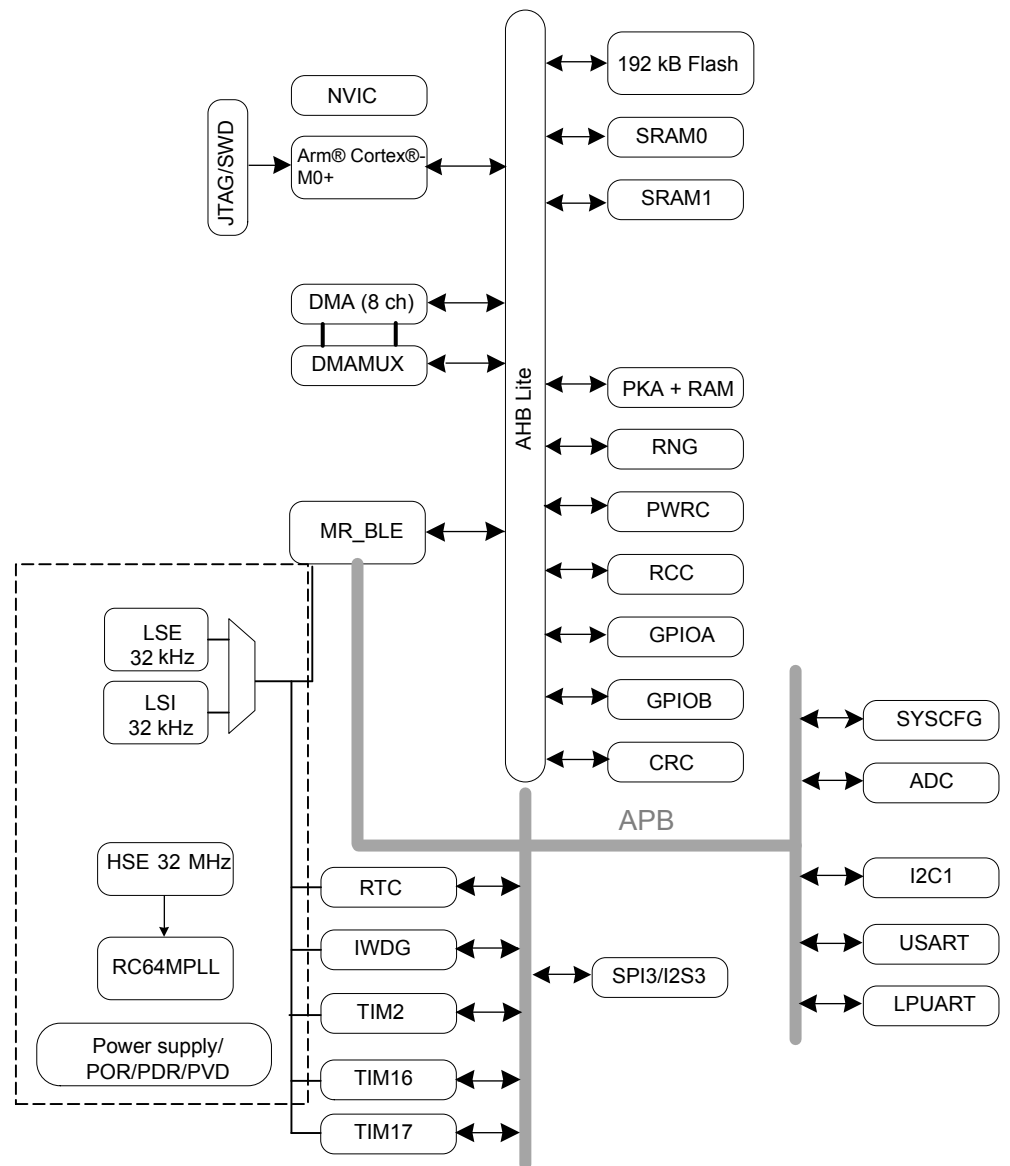 192 kB Flash
NVIC
SRAM0
JTAG/SWD
Arm® Cortex®-
M0+
SRAM1
DMA (8 ch)
DMAMUX
AHB Lite
PKA + RAM
RNG
PWRC
MR_BLE
RCC
LSE
32 kHz
GPIOA
LSI
32 kHz
GPIOB
SYSCFG
CRC
ADC
APB
HSE 32 MHz
RTC
I2C1
IWDG
USART
RC64MPLL
SPI3/I2S3
TIM2
LPUART
Power supply/
POR/PDR/PVD
TIM16
TIM17